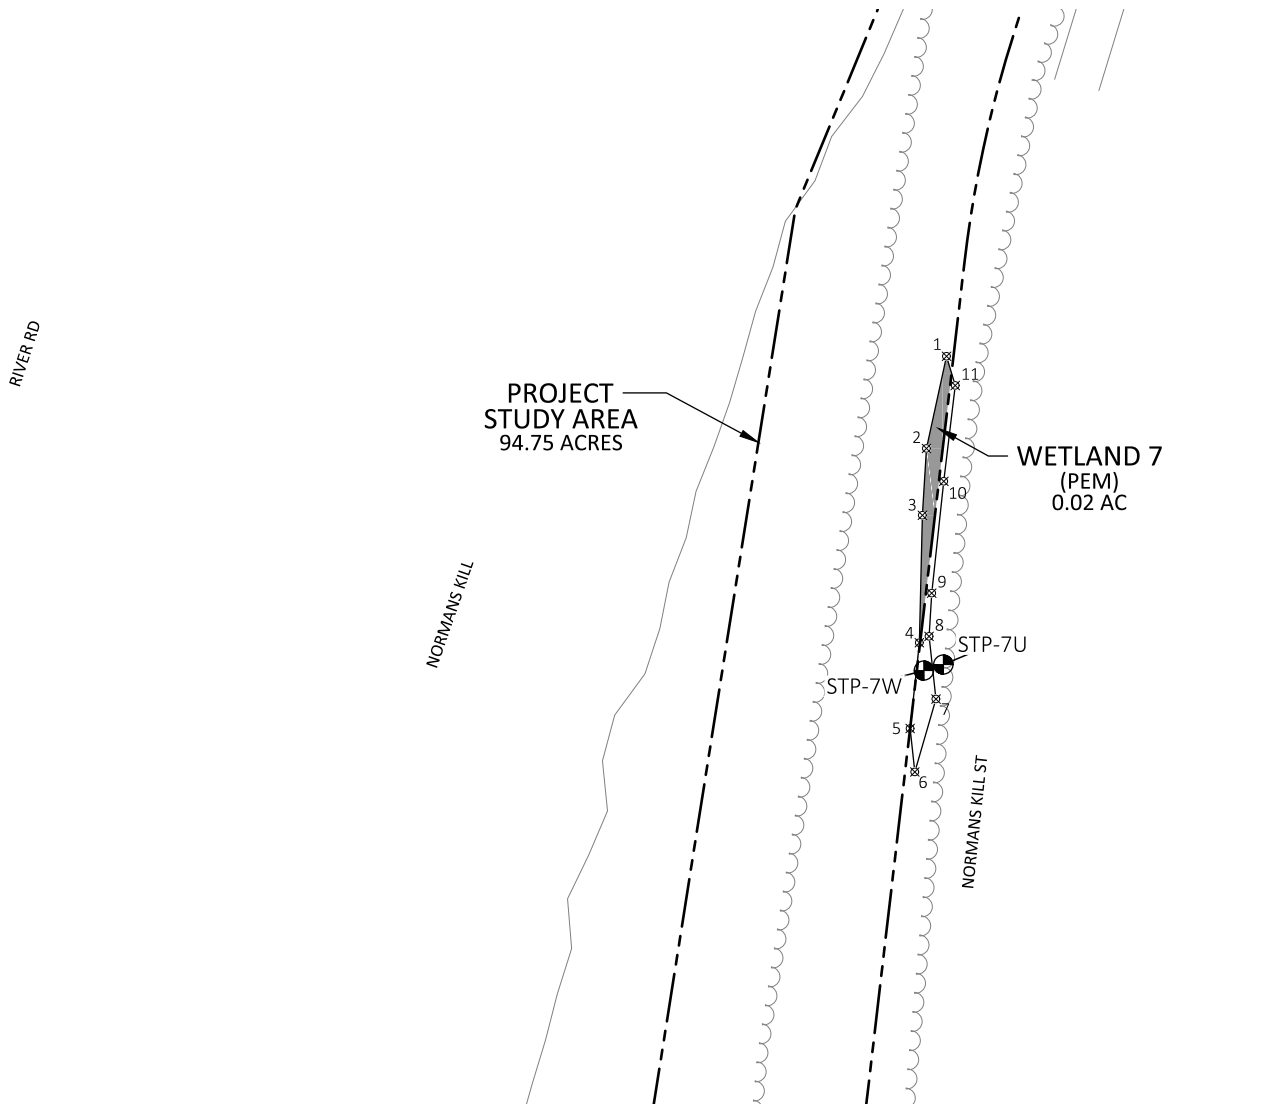 RIVER RD
1
11
PROJECT
STUDY AREA
94.75 ACRES
2
WETLAND 7
(PEM)
0.02 AC
10
3
9
8
4
STP-7U
STP-7W
7
5
6
NORMANS KILL
NORMANS KILL ST